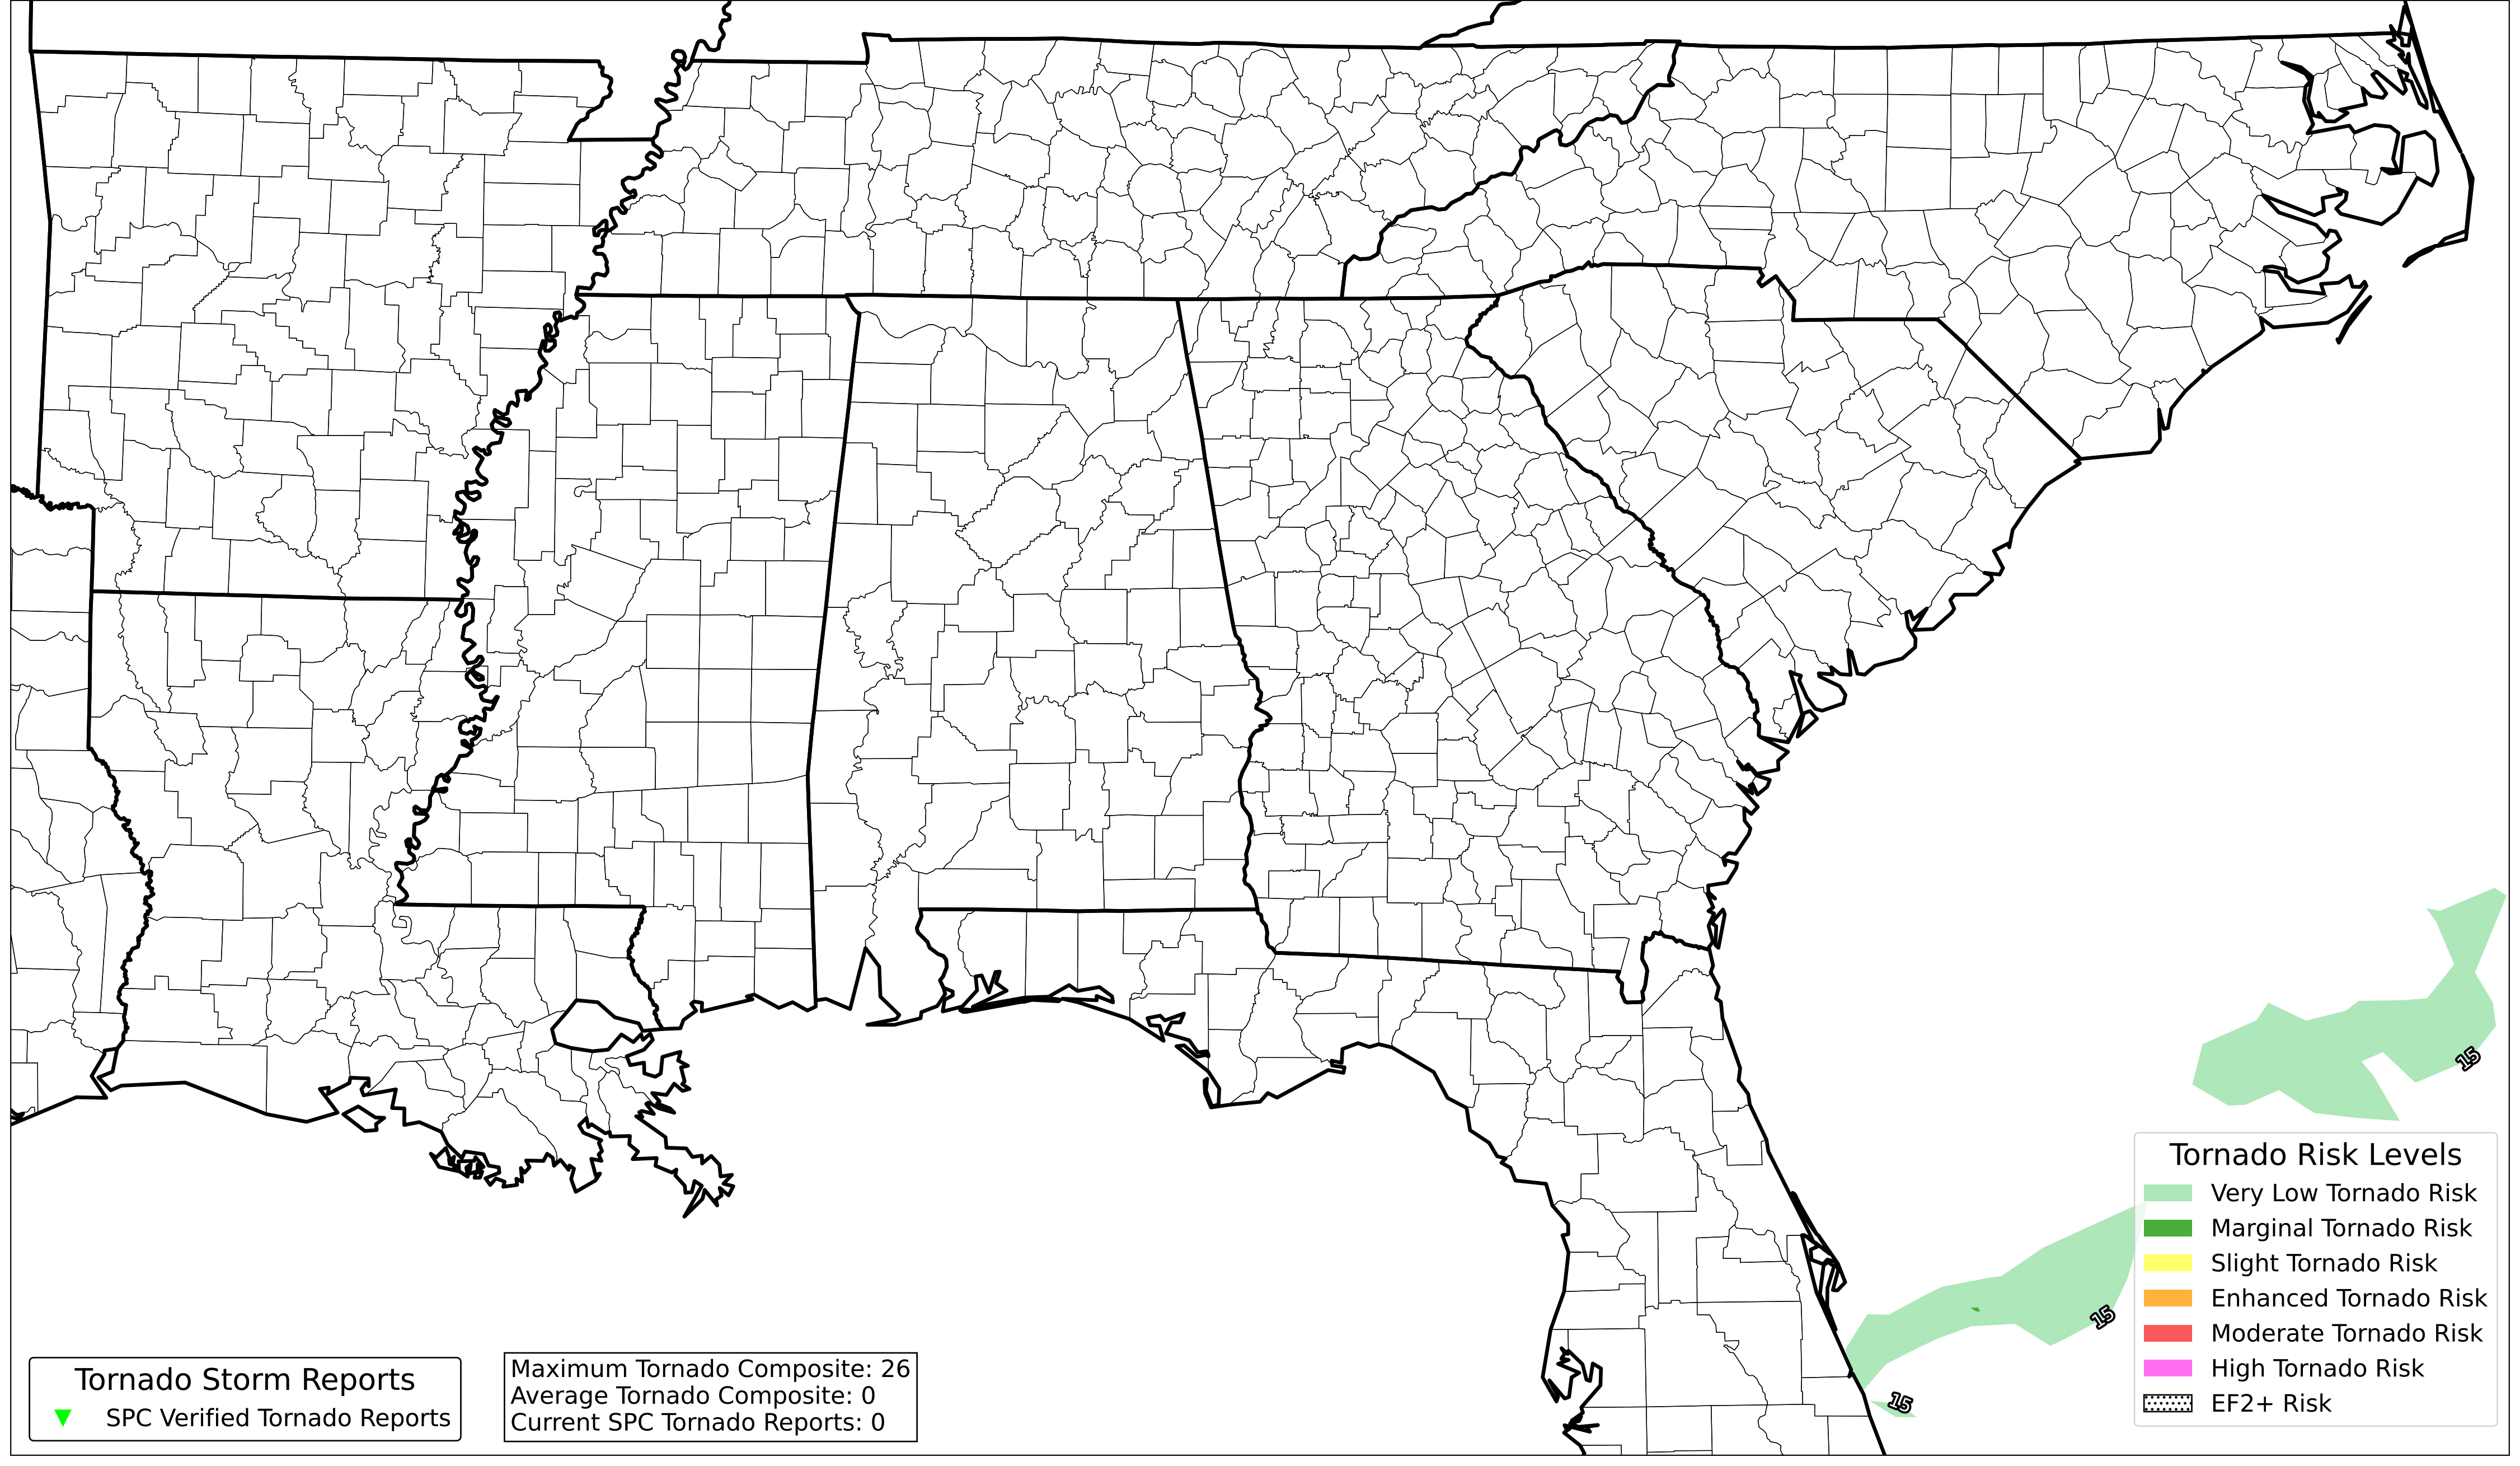 15
Tornado Risk Levels
Very Low Tornado Risk
Marginal Tornado Risk
Slight Tornado Risk
Enhanced Tornado Risk
Moderate Tornado Risk
High Tornado Risk
EF2+ Risk
15
15
Tornado Storm Reports
SPC Verified Tornado Reports
Maximum Tornado Composite: 26
Average Tornado Composite: 0
Current SPC Tornado Reports: 0